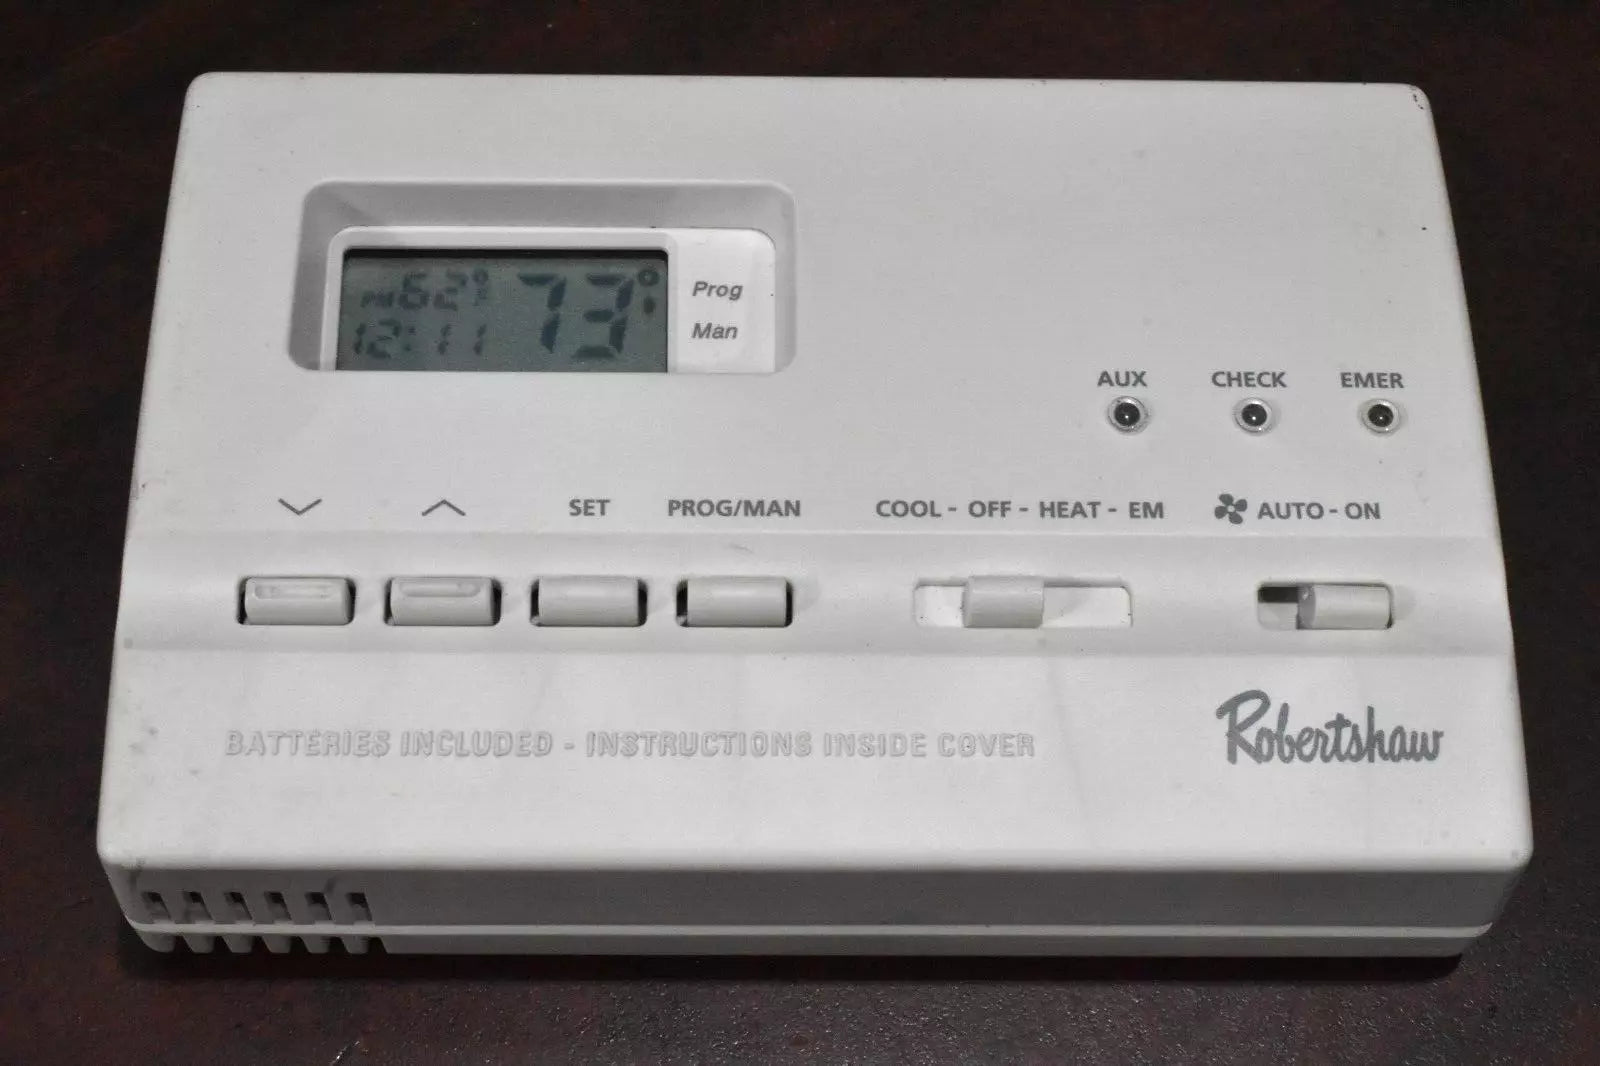 PM 62° 73°
12:11
Prog
Man
AUX CHECK EMER
SET PROG/MAN COOL - OFF - HEAT - EM AUTO - ON
BATTERIES INCLUDED - INSTRUCTIONS INSIDE COVER
Robertshaw